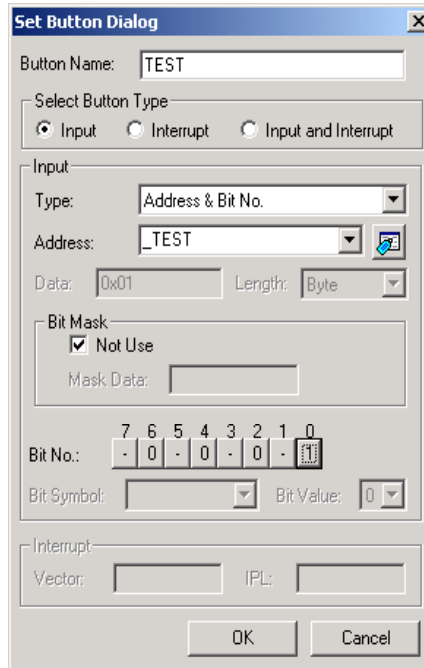 Set Button Dialog
Button Name: TEST
Select Button Type
Input Interrupt Input and Interrupt
Input
Type: Address & Bit No.
Address: _TEST
Data: 0x01 Length: Byte
Bit Mask
Not Use
Mask Data:
7 6 5 4 3 2 1 0
Bit No.: - 0 - 0 - 0 - 1
Bit Symbol: Bit Value: 0
Interrupt
Vector: IPL:
OK Cancel